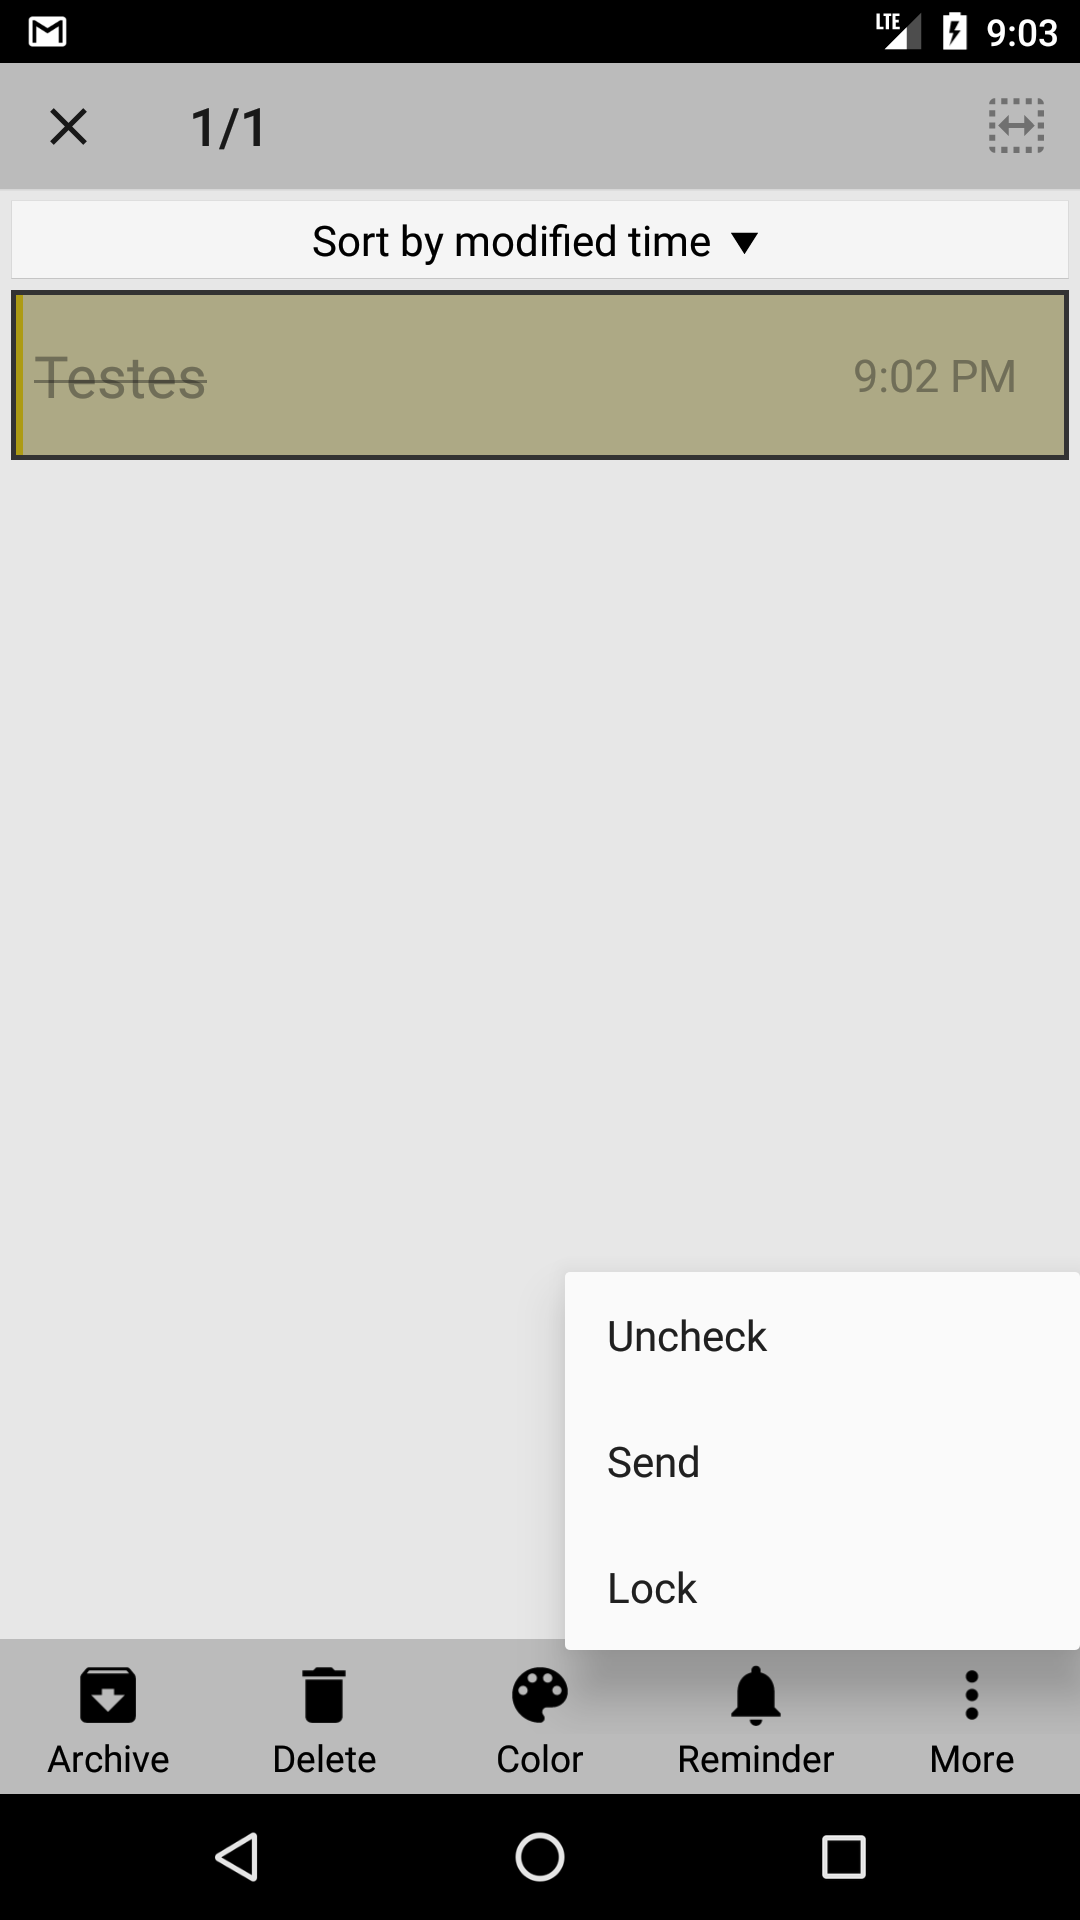 LTE 9:03
1/1
Sort by modified time ▼
Testes 9:02 PM
Uncheck
Send
Lock
Archive Delete Color Reminder More